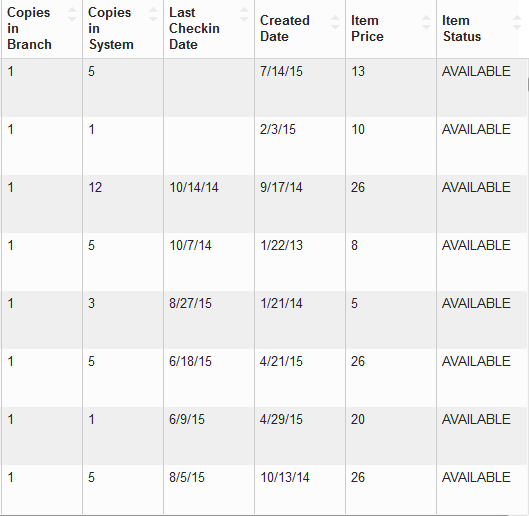 Copies in Branch Copies in System Last Checkin Date Created Date Item Price Item Status
1 5 7/14/15 13 AVAILABLE
1 1 2/3/15 10 AVAILABLE
1 12 10/14/14 9/17/14 26 AVAILABLE
1 5 10/7/14 1/22/13 8 AVAILABLE
1 3 8/27/15 1/21/14 5 AVAILABLE
1 5 6/18/15 4/21/15 26 AVAILABLE
1 1 6/9/15 4/29/15 20 AVAILABLE
1 5 8/5/15 10/13/14 26 AVAILABLE